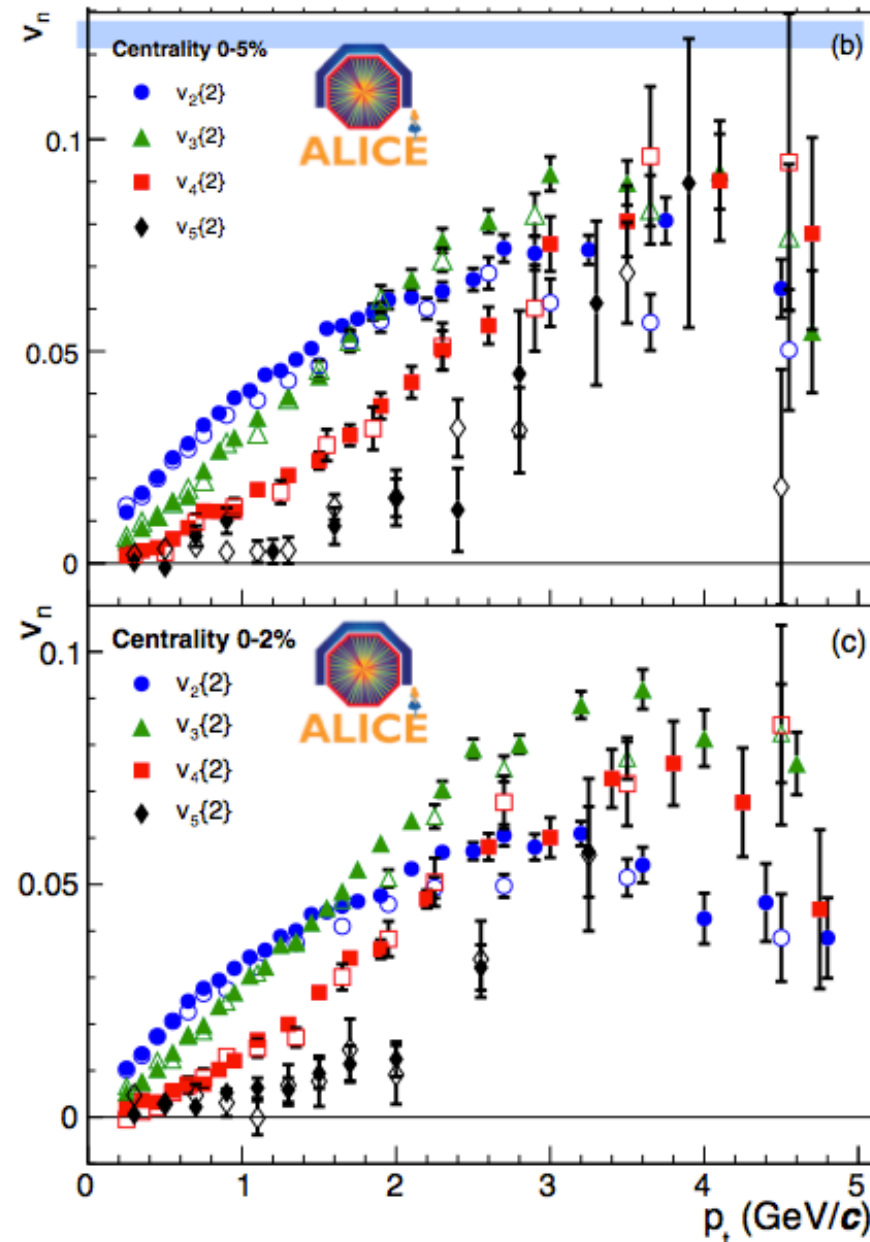 v_n
(b)
Centrality 0-5%
v₂{2}
v₃{2}
v₄{2}
v₅{2}
ALICE
0.1
0.05
0
v_n
(c)
Centrality 0-2%
v₂{2}
v₃{2}
v₄{2}
v₅{2}
ALICE
0.1
0.05
0
0 1 2 3 4 5
p_t (GeV/c)